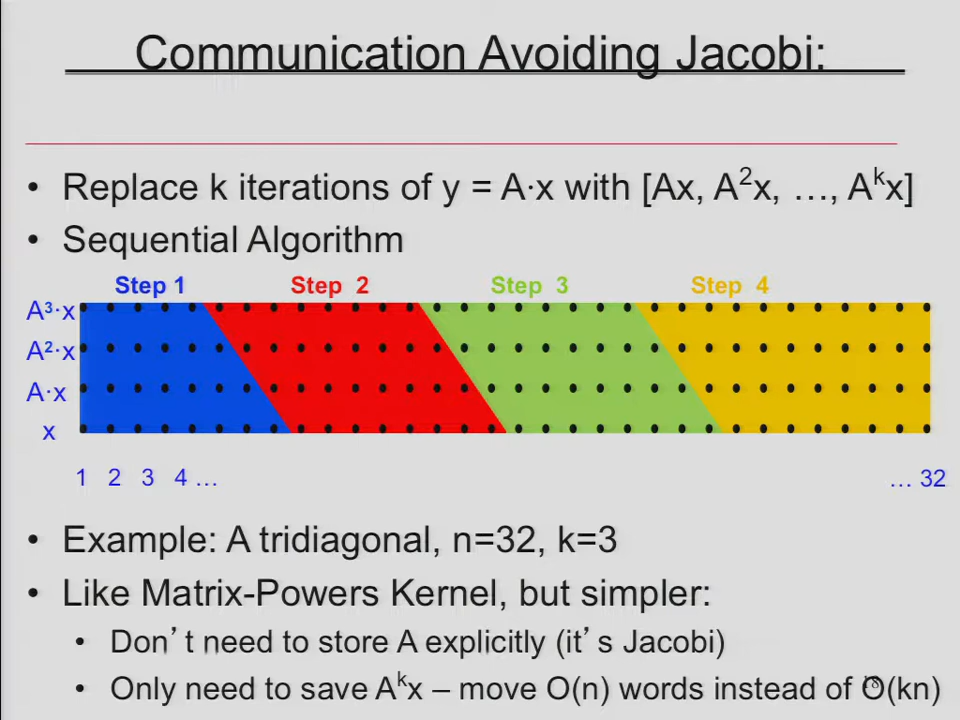 Communication Avoiding Jacobi:
• Replace k iterations of y = A⋅x with [Ax, A²x, …, Aᵏx]
• Sequential Algorithm
Step 1 Step 2 Step 3 Step 4
A³·x
A²·x
A·x
x
1 2 3 4 … … 32
• Example: A tridiagonal, n=32, k=3
• Like Matrix-Powers Kernel, but simpler:
• Don’t need to store A explicitly (it’s Jacobi)
• Only need to save Aᵏx – move O(n) words instead of O(kn)
18